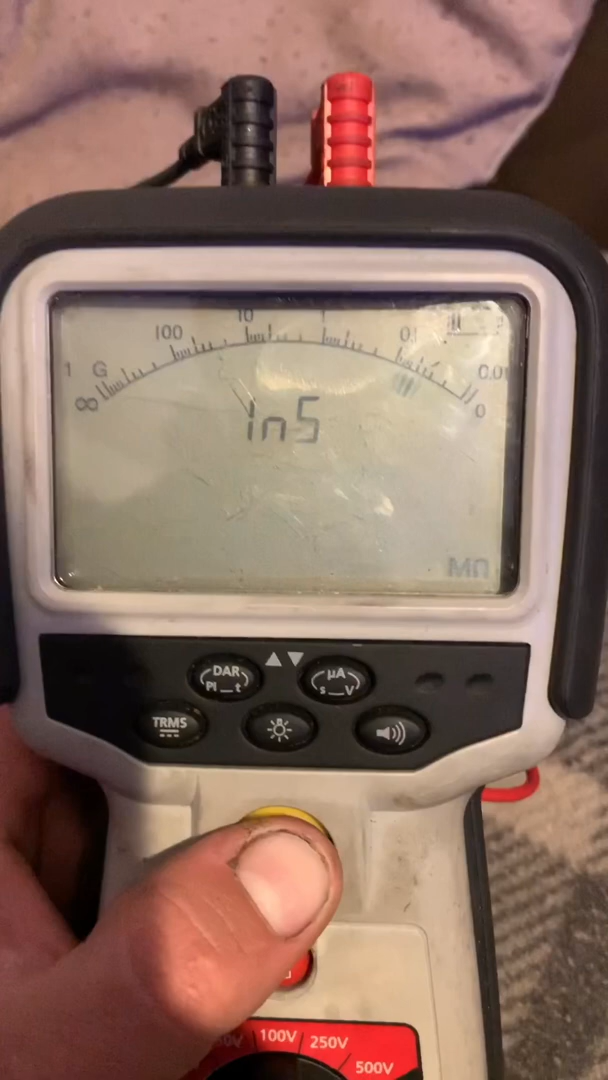 10 1
100 0.1
1 G 0.01
∞ 0
InS
MΩ
DAR μA
PI t s V
TRMS
100V 250V
500V